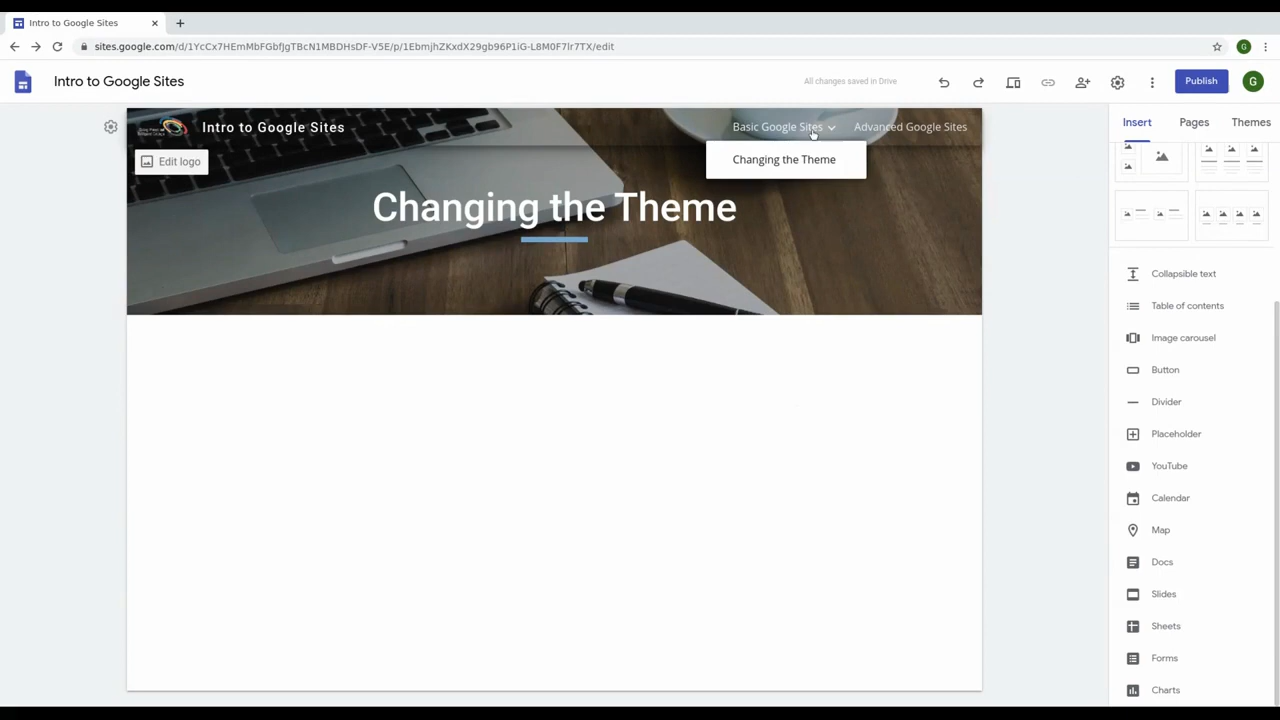 Intro to Google Sites
sites.google.com/d/1YcCx7HEmMbFGbfJgTBcN1MBDHsDF-V5E/p/1EbmjhZKxdX29gb96P1iG-L8M0F7lr7TX/edit
G
Intro to Google Sites
All changes saved in Drive
Publish
G
Intro to Google Sites
Basic Google Sites
Advanced Google Sites
Edit logo
Changing the Theme
Changing the Theme
Insert
Pages
Themes
Collapsible text
Table of contents
Image carousel
Button
Divider
Placeholder
YouTube
Calendar
Map
Docs
Slides
Sheets
Forms
Charts